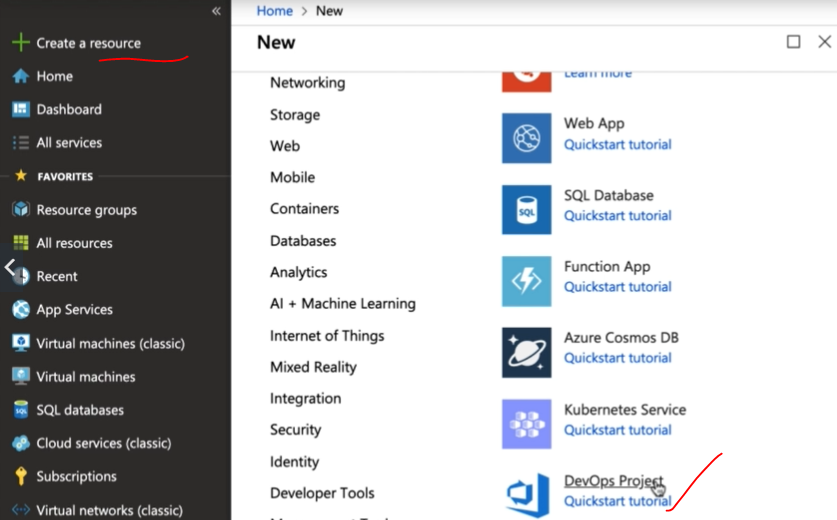 «
Home > New
Create a resource
Home
Dashboard
All services
FAVORITES
Resource groups
All resources
Recent
App Services
Virtual machines (classic)
Virtual machines
SQL databases
Cloud services (classic)
Subscriptions
Virtual networks (classic)
New
Networking
Storage
Web
Mobile
Containers
Databases
Analytics
AI + Machine Learning
Internet of Things
Mixed Reality
Integration
Security
Identity
Developer Tools
Learn more
Web App
Quickstart tutorial
SQL
SQL Database
Quickstart tutorial
Function App
Quickstart tutorial
Azure Cosmos DB
Quickstart tutorial
Kubernetes Service
Quickstart tutorial
DevOps Project
Quickstart tutorial